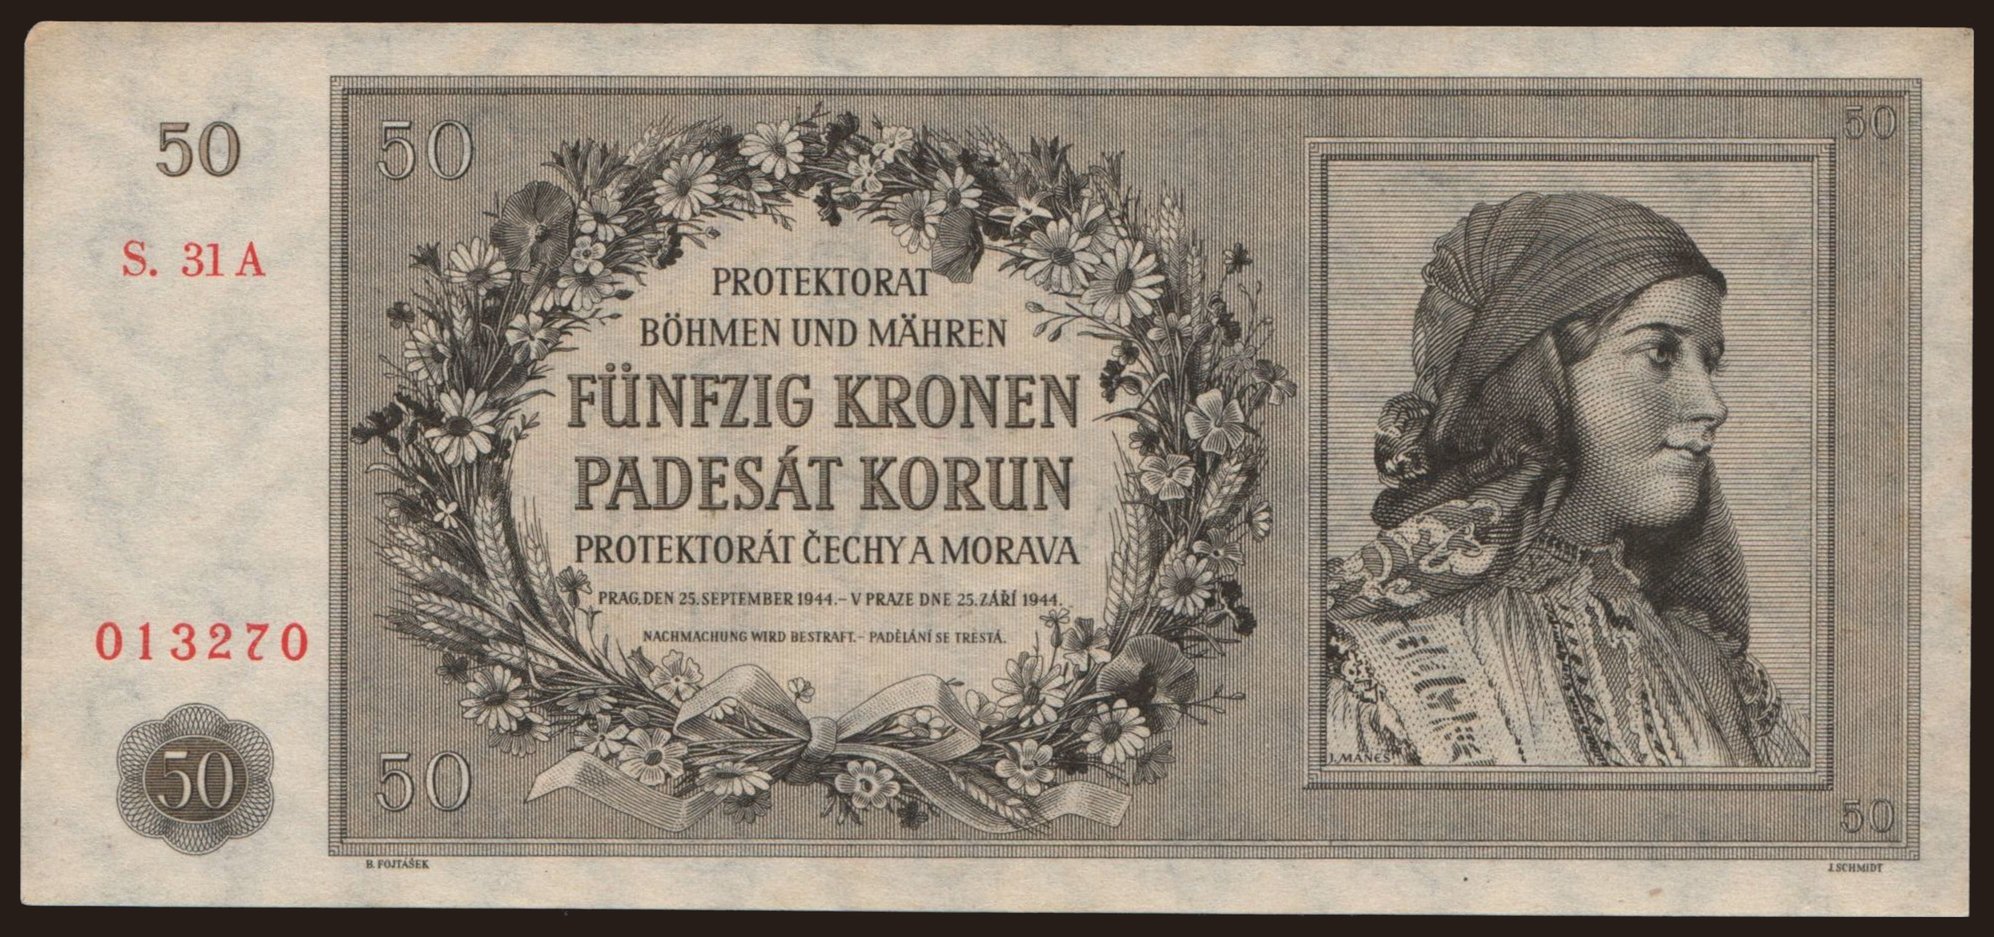 50
S. 31 A
013270
50
50
50
PROTEKTORAT
BÖHMEN UND MÄHREN
FÜNFZIG KRONEN
PADESÁT KORUN
PROTEKTORÁT ČECHY A MORAVA
PRAG, DEN 25. SEPTEMBER 1944. – V PRAZE DNE 25. ZÁŘÍ 1944.
NACHMACHUNG WIRD BESTRAFT. – PADĚLÁNÍ SE TRESTÁ.
50
J. MANES
50
B. FOJTÁŠEK
J. SCHMIDT